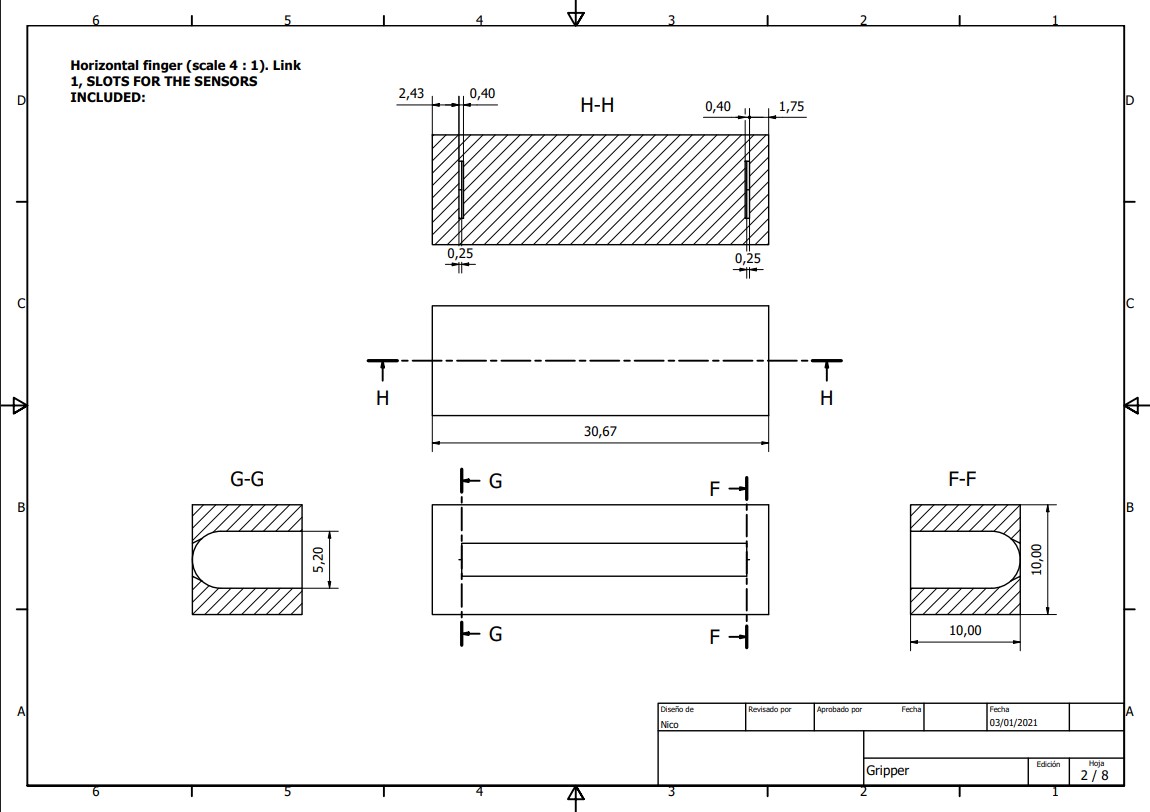 6 5 4 3 2 1
Horizontal finger (scale 4 : 1). Link
1, SLOTS FOR THE SENSORS
INCLUDED:
D
D
2,43
0,40
H-H
0,40
1,75
0,25
0,25
C
C
H
H
30,67
G-G
G
F
F-F
B
B
5,20
10,00
G
F
10,00
A
A
Diseño de
Nico
Revisado por
Aprobado por
Fecha
Fecha
03/01/2021
Gripper
Edición
Hoja
2 / 8
6 5 4 3 2 1